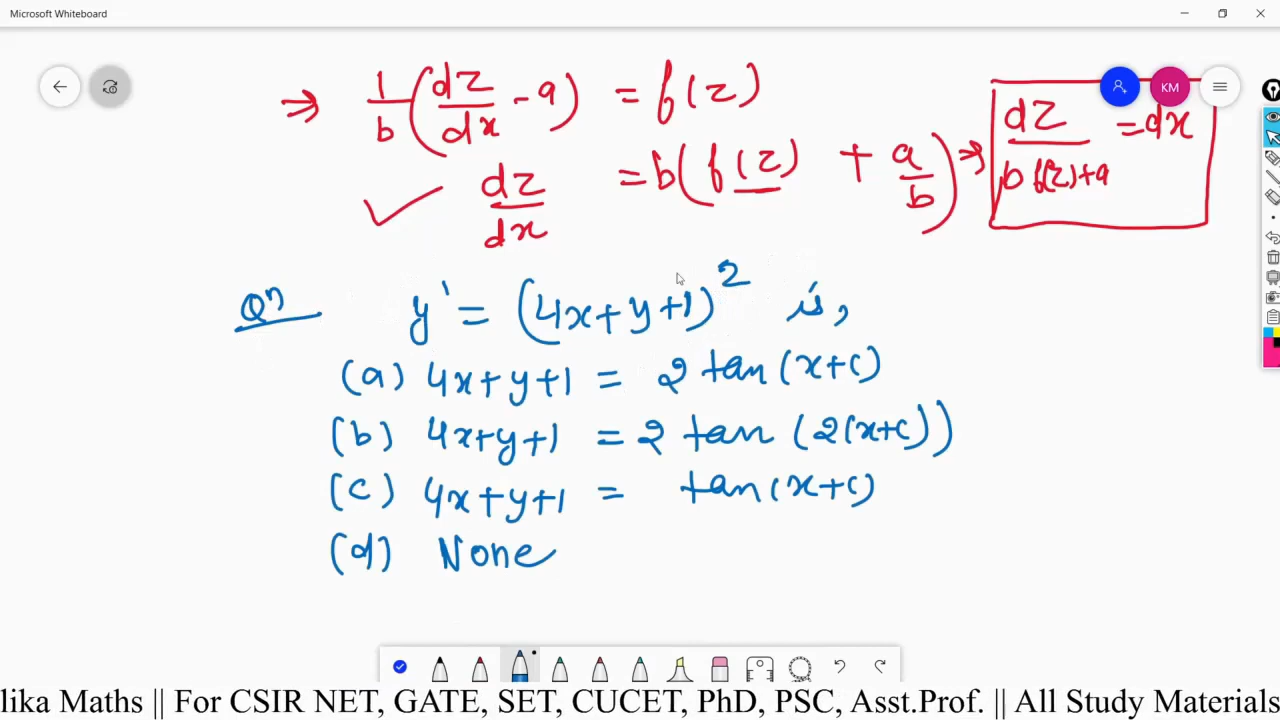 Microsoft Whiteboard
⇒ 1/b (dz/dx - a) = f(z)
KM
✓ dz/dx = b(f(z) + a/b) ⇒ dz/(b f(z)+a) = dx
Qn y' = (4x+y+1)² is,
(a) 4x+y+1 = 2 tan (x+c)
(b) 4x+y+1 = 2 tan (2(x+c))
(c) 4x+y+1 = tan(x+c)
(d) None
lika Maths || For CSIR NET, GATE, SET, CUCET, PhD, PSC, Asst.Prof. || All Study Materials